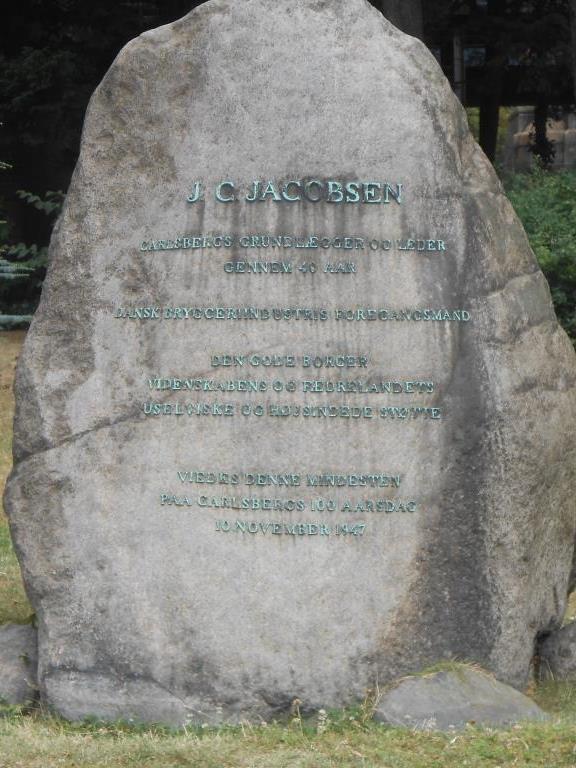 J. C. JACOBSEN
CARLSBERGS GRUNDLÆGGER OG LEDER
GENNEM 40 AAR
DANSK BRYGGERIINDUSTRIS FOREGANGSMAND
DEN GODE BORGER
VIDENSKABENS OG FÆDRELANDETS
USELVISKE OG HØJSINDEDE STØTTE
VIEDES DENNE MINDESTEN
PAA CARLSBERGS 100 AARSDAG
10. NOVEMBER 1947